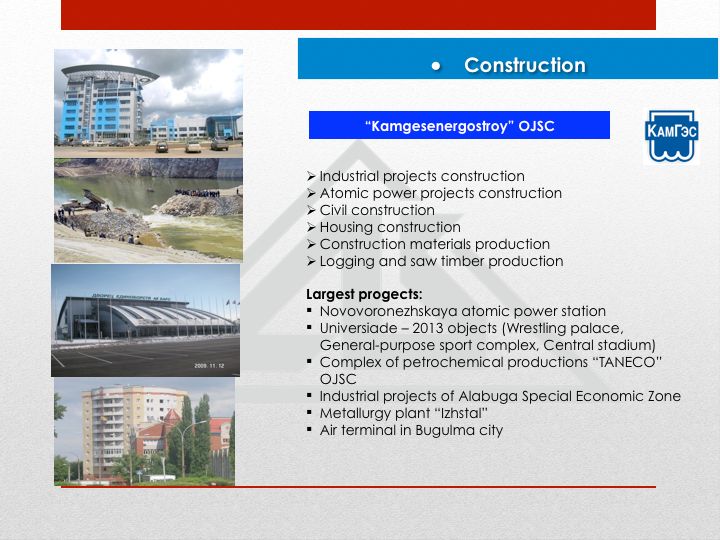 • Construction
“Kamgesenergostroy” OJSC
КАМГЭС
➢ Industrial projects construction
➢ Atomic power projects construction
➢ Civil construction
➢ Housing construction
➢ Construction materials production
➢ Logging and saw timber production
Largest progects:
▪ Novovoronezhskaya atomic power station
▪ Universiade – 2013 objects (Wrestling palace,
General-purpose sport complex, Central stadium)
▪ Complex of petrochemical productions “TANECO”
OJSC
▪ Industrial projects of Alabuga Special Economic Zone
▪ Metallurgy plant “Izhstal”
▪ Air terminal in Bugulma city
ДВОРЕЦ ЕДИНОБОРСТВ АК БАРС
2009.11.12